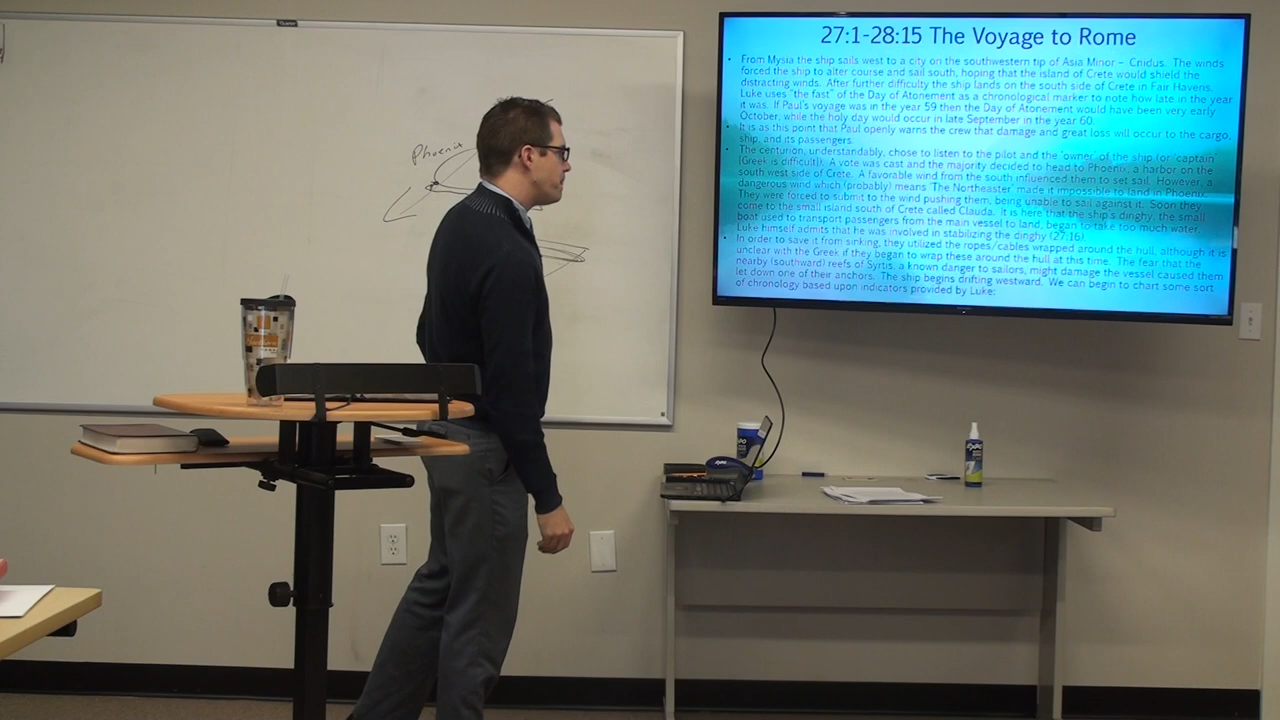 27:1-28:15 The Voyage to Rome
• From Mysia the ship sails west to a city on the southwestern tip of Asia Minor – Cnidus. The winds
forced the ship to alter course and sail south, hoping that the island of Crete would shield the
distracting winds. After further difficulty the ship lands on the south side of Crete in Fair Havens.
Luke uses "the fast" of the Day of Atonement as a chronological marker to note how late in the year
it was. If Paul's voyage was in the year 59 then the Day of Atonement would have been very early
October, while the holy day would occur in late September in the year 60.
• It is as this point that Paul openly warns the crew that damage and great loss will occur to the cargo,
ship, and its passengers.
• The centurion, understandably, chose to listen to the pilot and the "owner" of the ship (or "captain"
[Greek is difficult]). A vote was cast and the majority decided to head to Phoenix, a harbor on the
south west side of Crete. A favorable wind from the south influenced them to set sail. However, a
dangerous wind which (probably) means "The Northeaster" made it impossible to land in Phoenix.
They were forced to submit to the wind pushing them, being unable to sail against it. Soon they
come to the small island south of Crete called Clauda. It is here that the ship's dinghy, the small
boat used to transport passengers from the main vessel to land, began to take too much water.
Luke himself admits that he was involved in stabilizing the dinghy (27:16)
• In order to save it from sinking, they utilized the ropes/cables wrapped around the hull, although it is
unclear with the Greek if they began to wrap these around the hull at this time. The fear that the
nearby (southward) reefs of Syrtis, a known danger to sailors, might damage the vessel caused them
let down one of their anchors. The ship begins drifting westward. We can begin to chart some sort
of chronology based upon indicators provided by Luke:
Phoenix